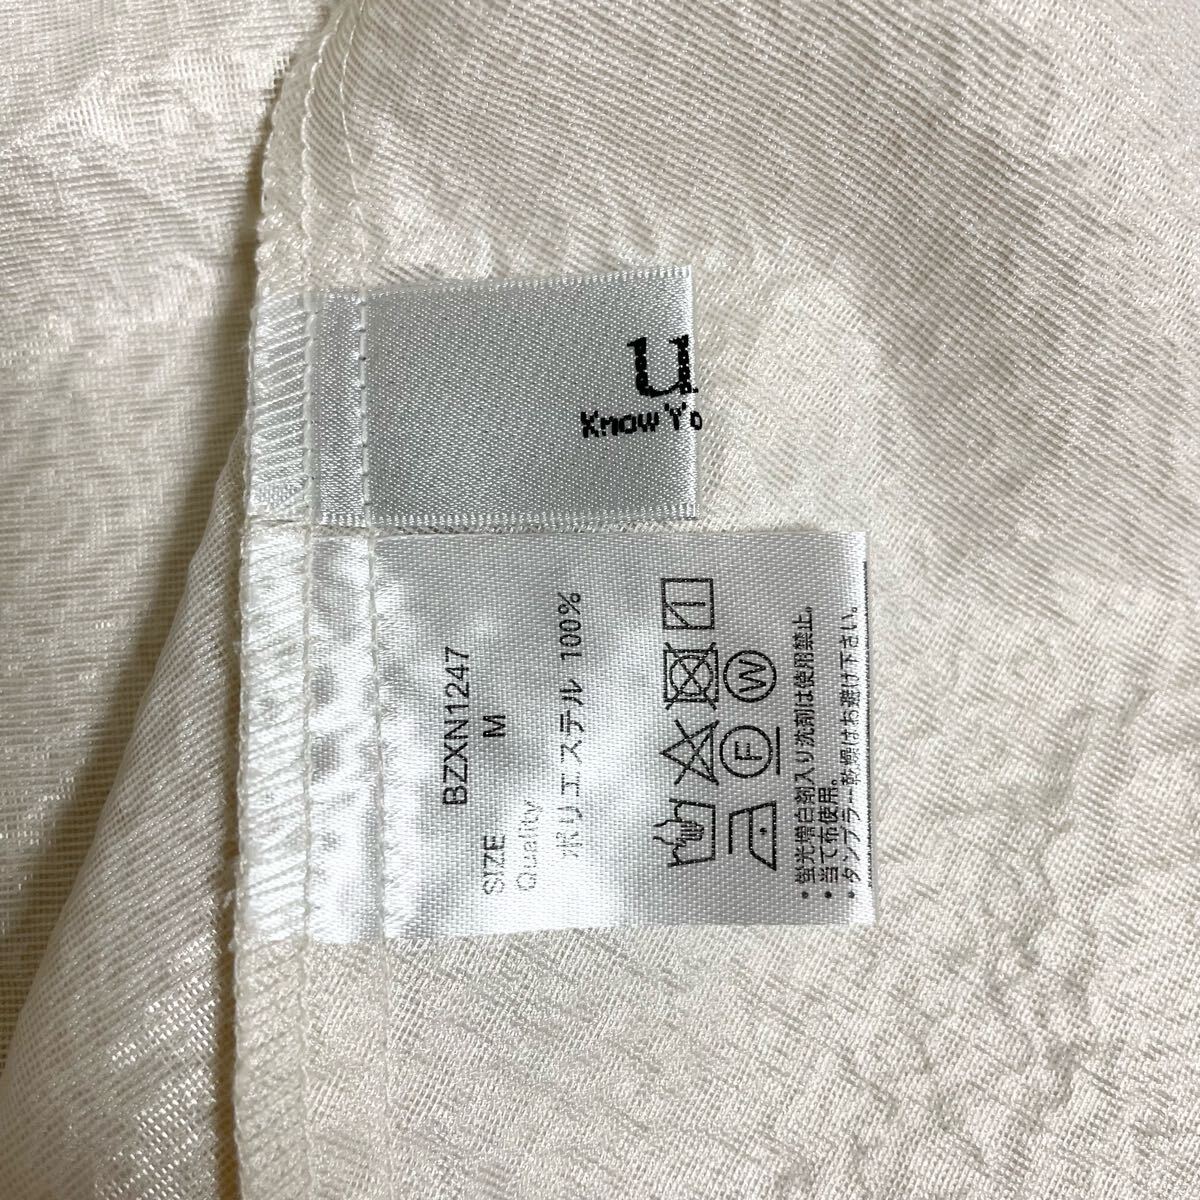 u
Know Yo
BZXN1247
SIZE M
Quality
ポリエステル 100%
F W
・蛍光増白剤入り洗剤は使用禁止。
・当て布使用。
・タンブラー乾燥はお避け下さい。